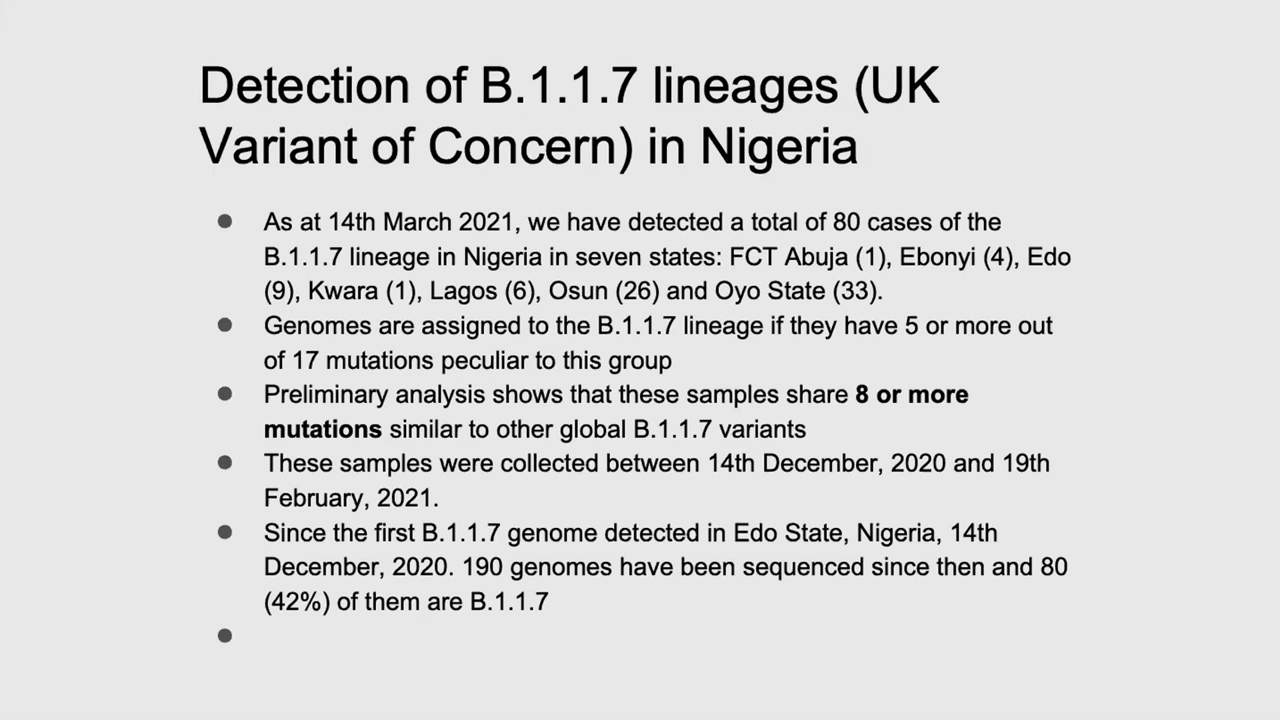 Detection of B.1.1.7 lineages (UK
Variant of Concern) in Nigeria
● As at 14th March 2021, we have detected a total of 80 cases of the
B.1.1.7 lineage in Nigeria in seven states: FCT Abuja (1), Ebonyi (4), Edo
(9), Kwara (1), Lagos (6), Osun (26) and Oyo State (33).
● Genomes are assigned to the B.1.1.7 lineage if they have 5 or more out
of 17 mutations peculiar to this group
● Preliminary analysis shows that these samples share 8 or more
mutations similar to other global B.1.1.7 variants
● These samples were collected between 14th December, 2020 and 19th
February, 2021.
● Since the first B.1.1.7 genome detected in Edo State, Nigeria, 14th
December, 2020. 190 genomes have been sequenced since then and 80
(42%) of them are B.1.1.7
●